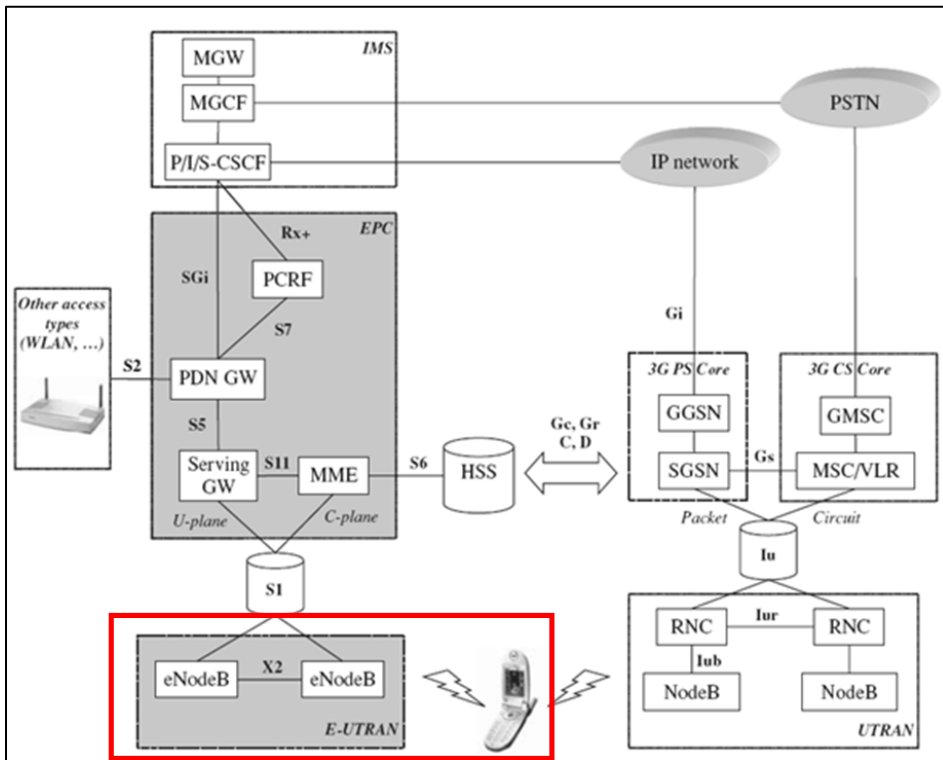 IMS
MGW
MGCF
P/I/S-CSCF
PSTN
IP network
EPC
Rx+
SGi
PCRF
S7
Gi
Other access
types
(WLAN, …)
S2
PDN GW
S5
Serving
GW
S11
MME
S6
HSS
U-plane
C-plane
Gc, Gr
C, D
3G PS Core
GGSN
SGSN
Gs
3G CS Core
GMSC
MSC/VLR
Packet
Circuit
S1
Iu
eNodeB
X2
eNodeB
E-UTRAN
RNC
Iur
RNC
Iub
NodeB
NodeB
UTRAN